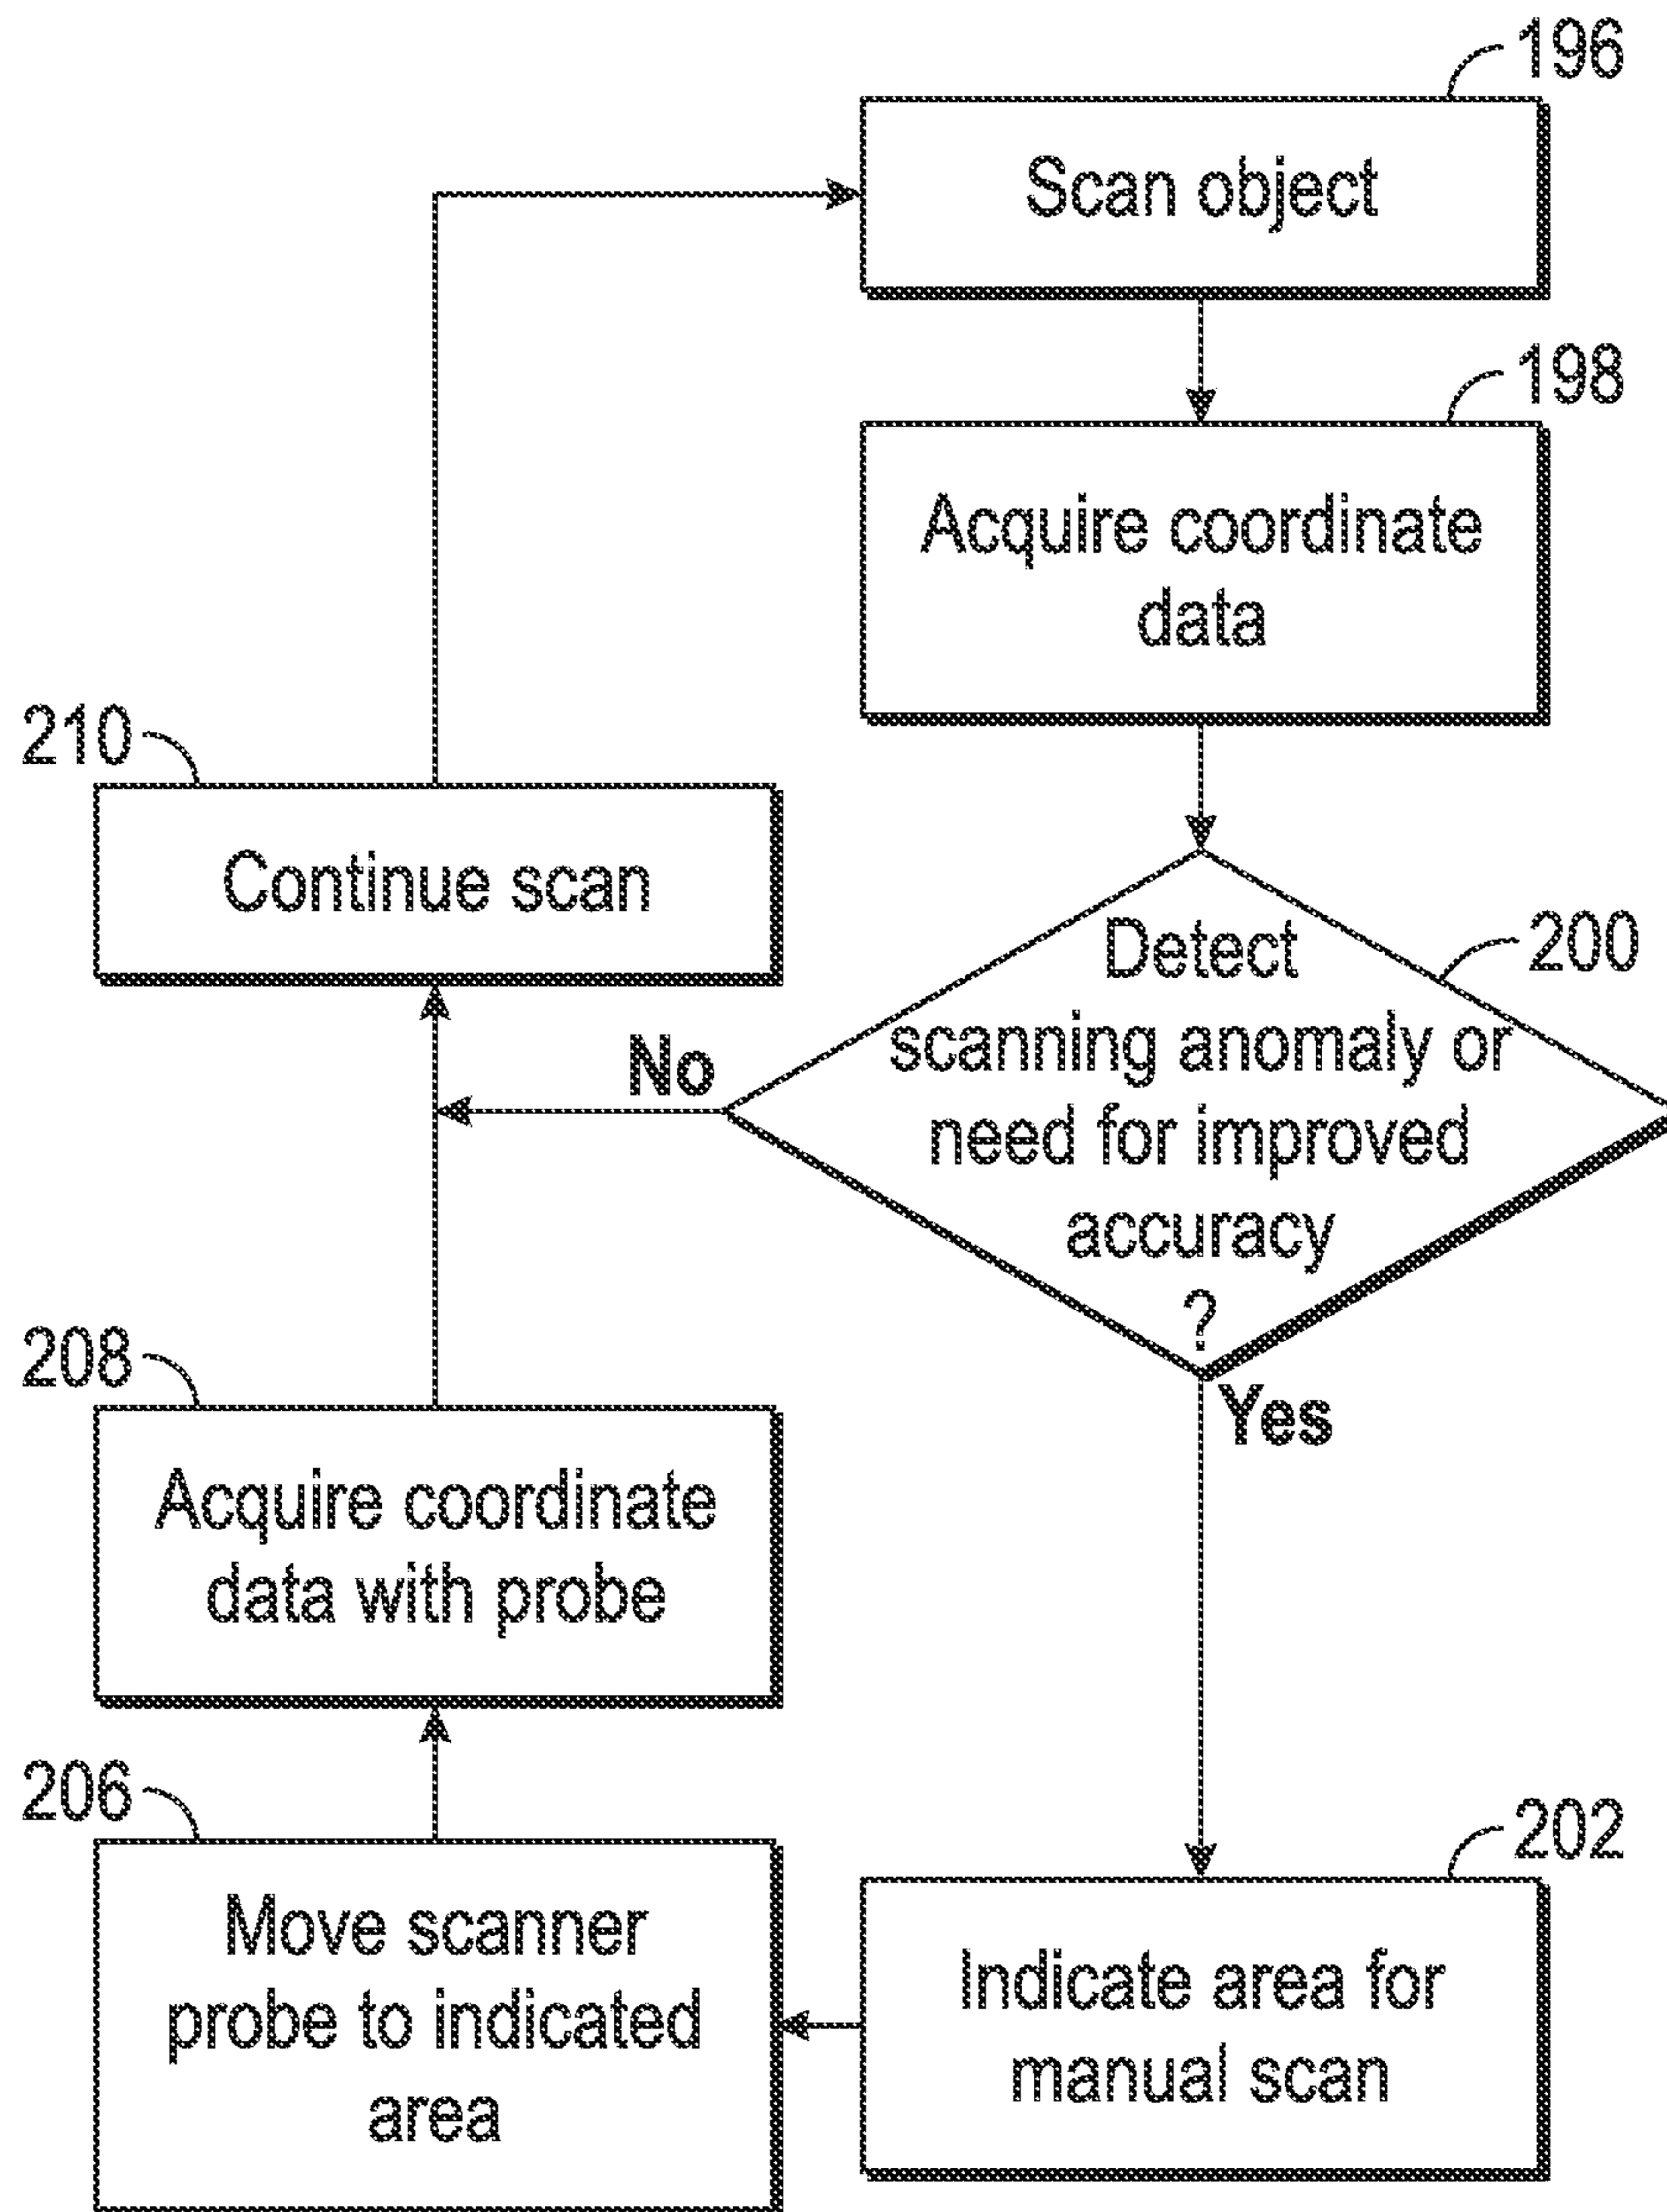 196
Scan object
198
Acquire coordinate
data
210
Continue scan
200
Detect
scanning anomaly or
need for improved
accuracy
?
No
Yes
208
Acquire coordinate
data with probe
206
Move scanner
probe to indicated
area
202
Indicate area for
manual scan